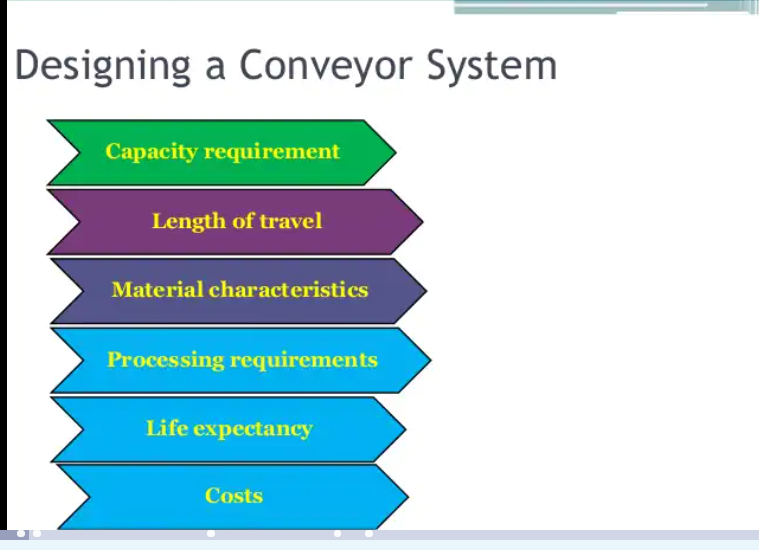 Designing a Conveyor System
Capacity requirement
Length of travel
Material characteristics
Processing requirements
Life expectancy
Costs